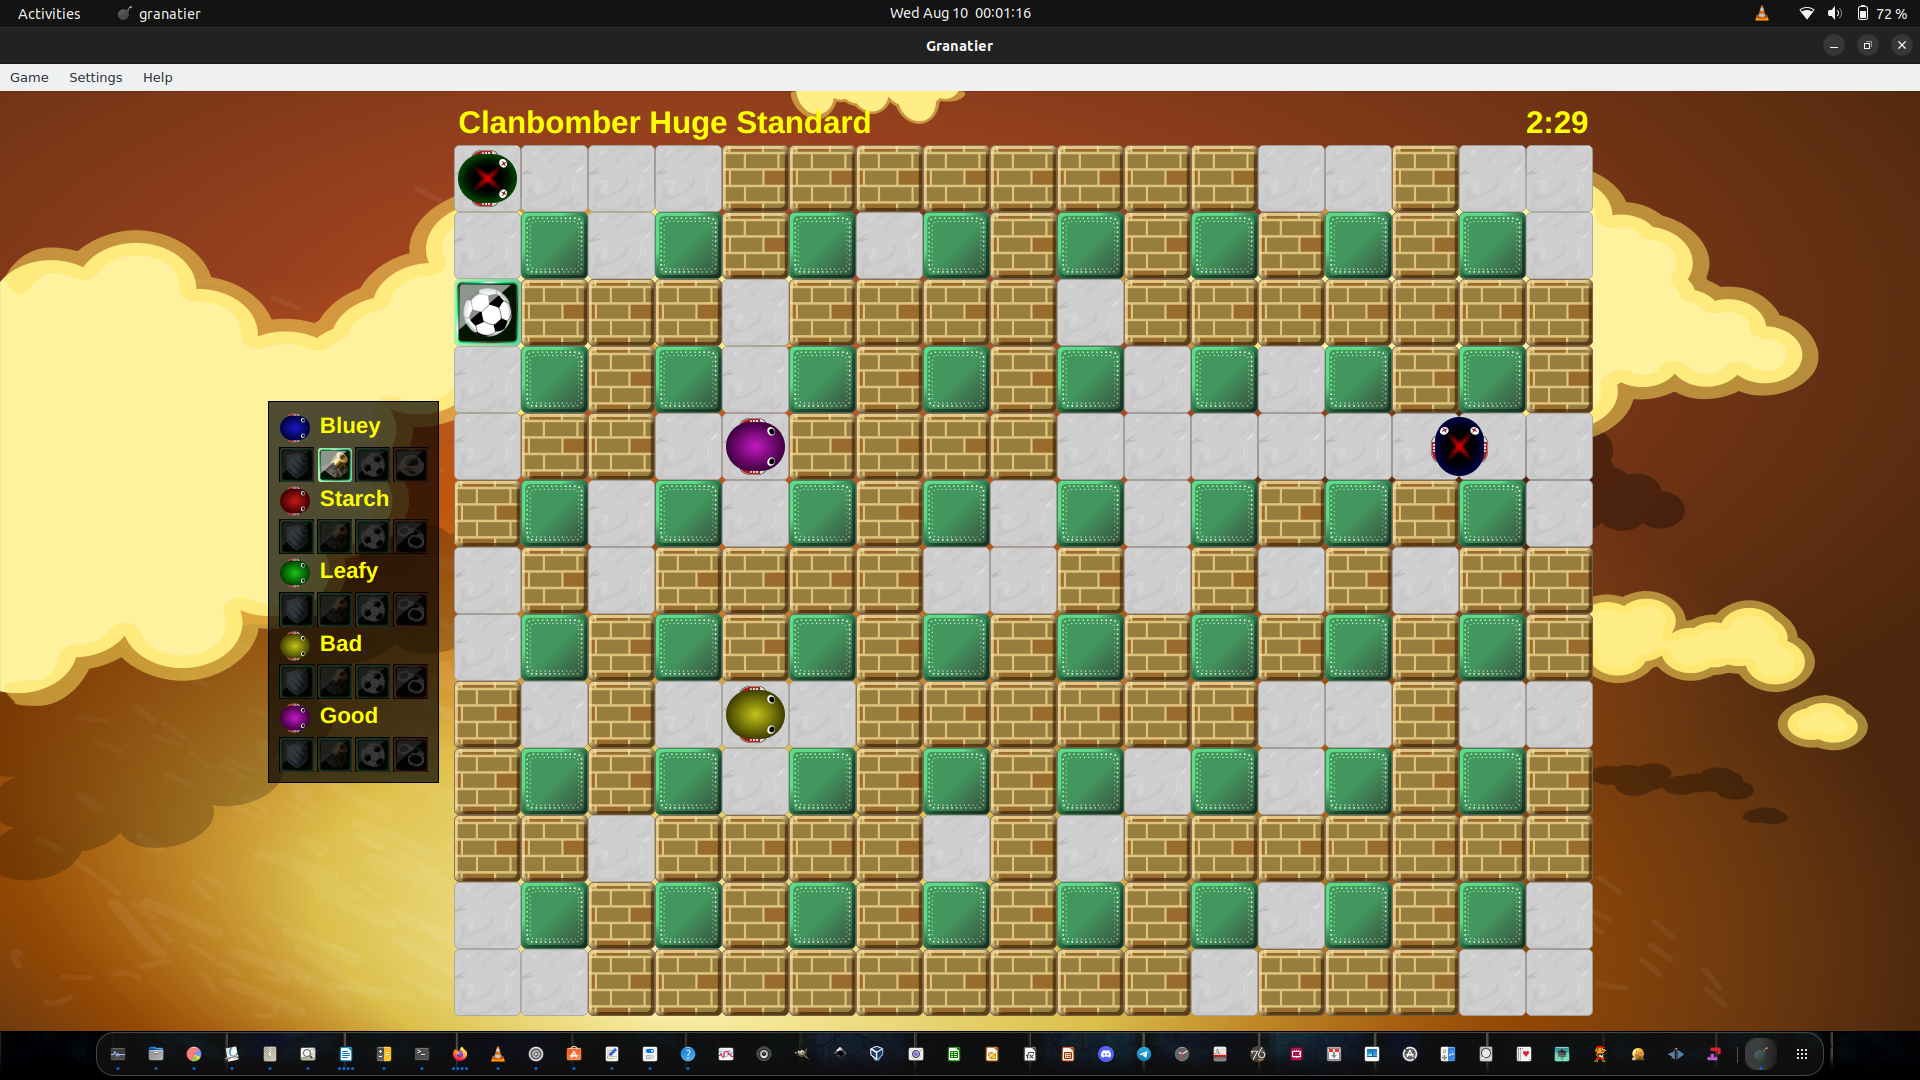 Activities
granatier
Wed Aug 10 00:01:16
72 %
Granatier
Game Settings Help
Clanbomber Huge Standard
2:29
Bluey
Starch
Leafy
Bad
Good
76